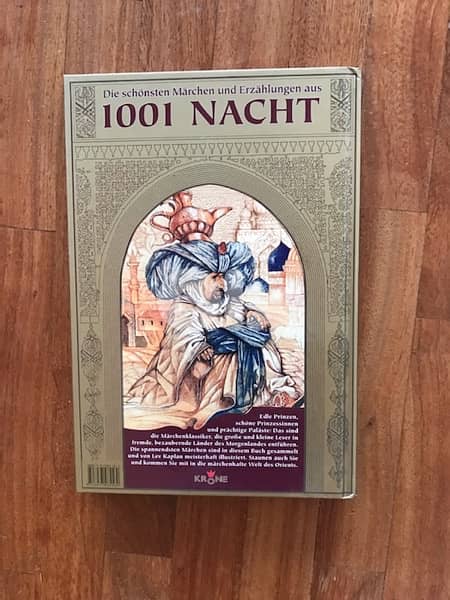 Die schönsten Märchen und Erzählungen aus
1001 NACHT
Edle Prinzen,
schöne Prinzessinnen
und prächtige Paläste: Das sind
die Märchenklassiker, die große und kleine Leser in
fremde, bezaubernde Länder des Morgenlandes entführen.
Die spannendsten Märchen sind in diesem Buch gesammelt
und von Lev Kaplan meisterhaft illustriert. Staunen auch Sie
und kommen Sie mit in die märchenhafte Welt des Orients.
KRONE